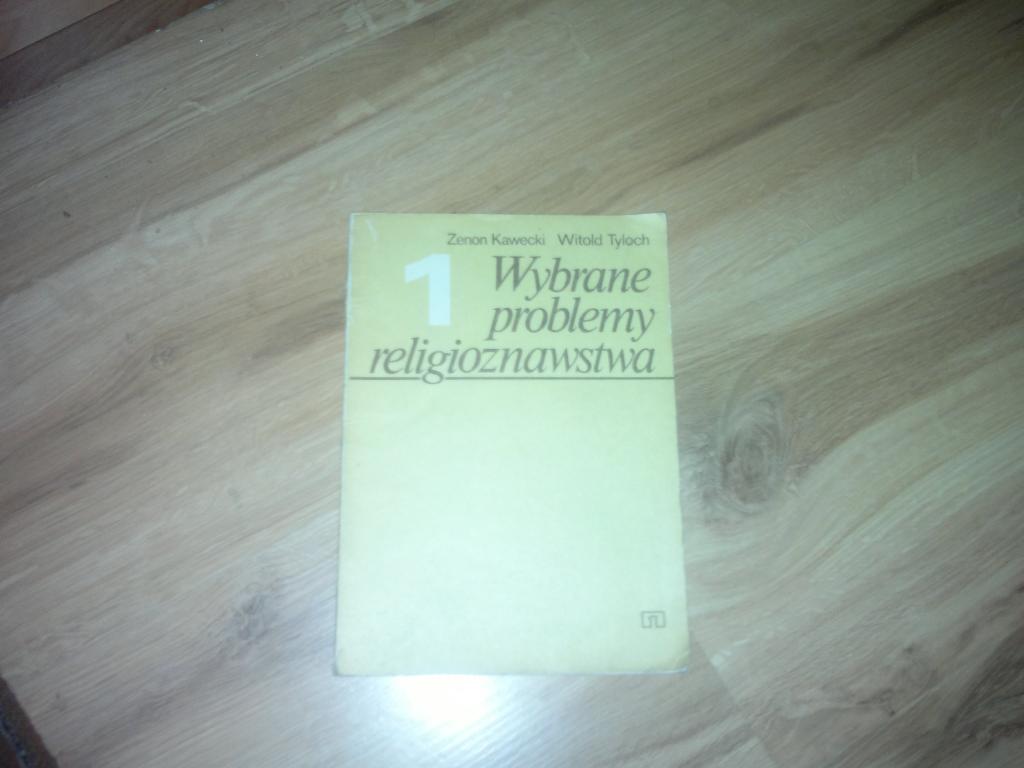 Zenon Kawecki Witold Tyloch
1 Wybrane
problemy
religioznawstwa